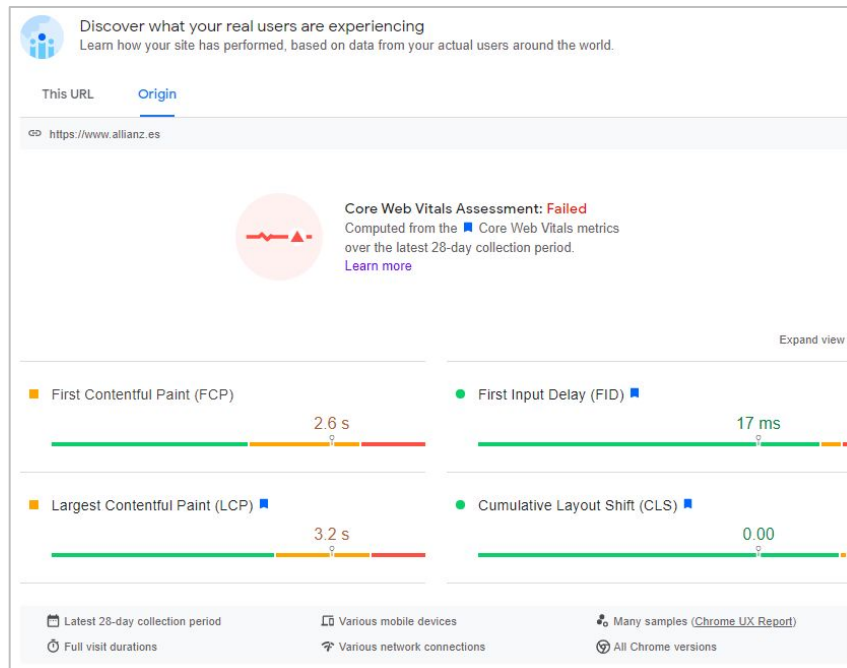 Discover what your real users are experiencing
Learn how your site has performed, based on data from your actual users around the world.
This URL
Origin
https://www.allianz.es
Core Web Vitals Assessment: Failed
Computed from the Core Web Vitals metrics
over the latest 28-day collection period.
Learn more
Expand view
First Contentful Paint (FCP)
2.6 s
First Input Delay (FID)
17 ms
Largest Contentful Paint (LCP)
3.2 s
Cumulative Layout Shift (CLS)
0.00
Latest 28-day collection period
Various mobile devices
Many samples (Chrome UX Report)
Full visit durations
Various network connections
All Chrome versions